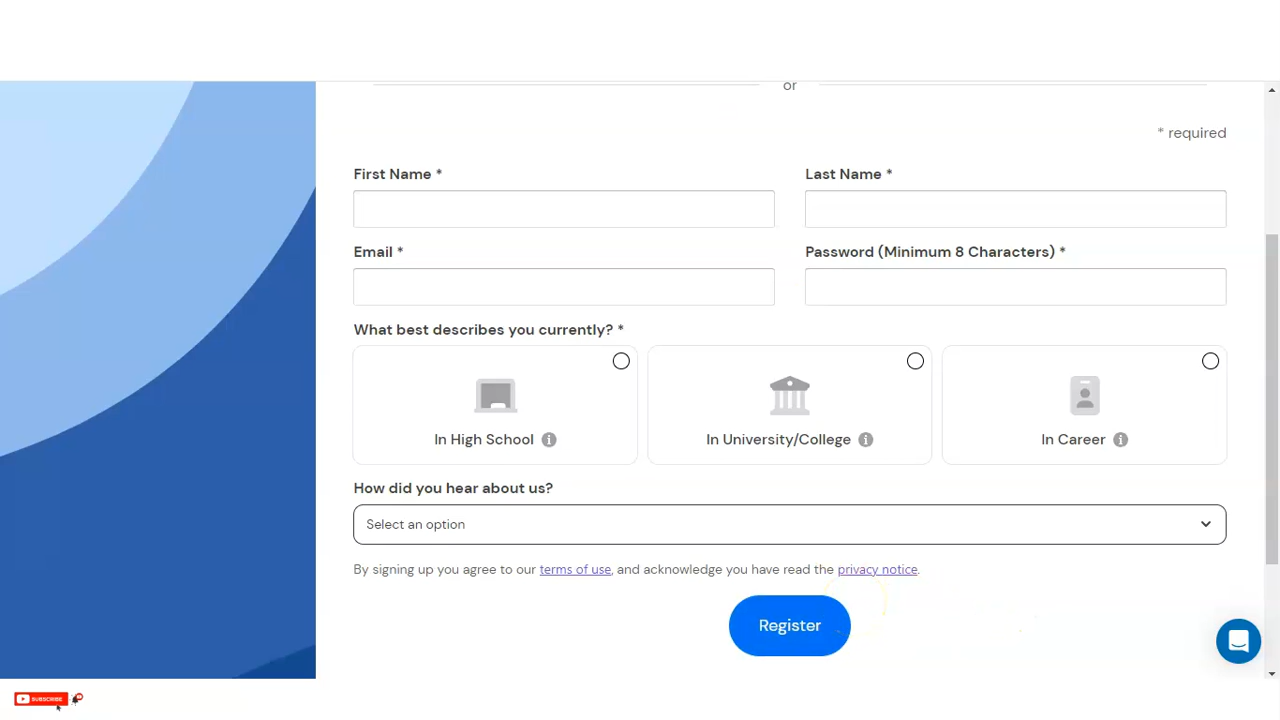 or
* required
First Name *
Last Name *
Email *
Password (Minimum 8 Characters) *
What best describes you currently? *
In High School
In University/College
In Career
How did you hear about us?
Select an option
By signing up you agree to our terms of use, and acknowledge you have read the privacy notice.
Register
SUBSCRIBE